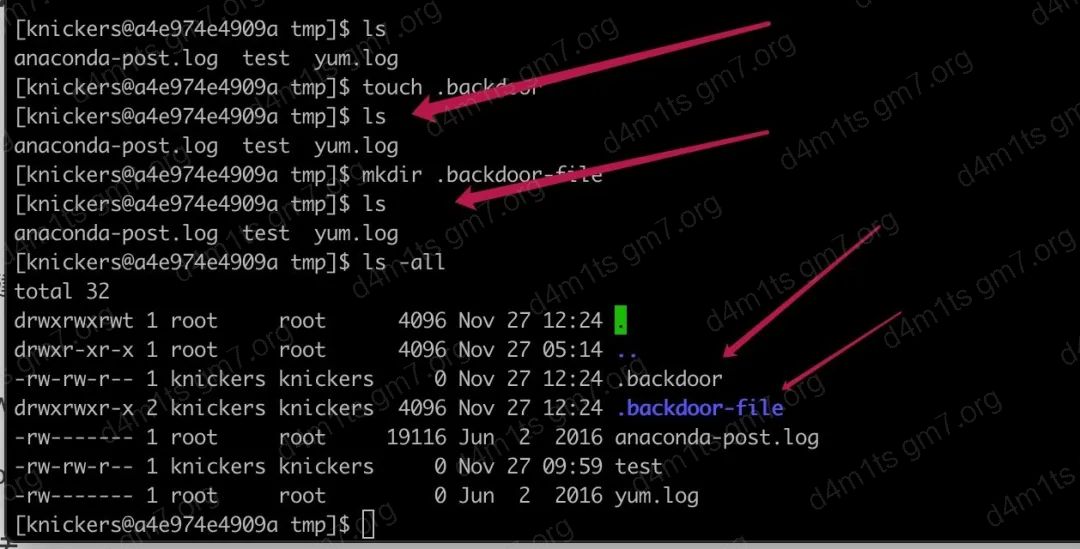 [knickers@a4e974e4909a tmp]$ ls
anaconda-post.log  test  yum.log
[knickers@a4e974e4909a tmp]$ touch .backdoor
[knickers@a4e974e4909a tmp]$ ls
anaconda-post.log  test  yum.log
[knickers@a4e974e4909a tmp]$ mkdir .backdoor-file
[knickers@a4e974e4909a tmp]$ ls
anaconda-post.log  test  yum.log
[knickers@a4e974e4909a tmp]$ ls -all
total 32
drwxrwxrwt 1 root     root      4096 Nov 27 12:24 .
drwxr-xr-x 1 root     root      4096 Nov 27 05:14 ..
-rw-rw-r-- 1 knickers knickers     0 Nov 27 12:24 .backdoor
drwxrwxr-x 2 knickers knickers  4096 Nov 27 12:24 .backdoor-file
-rw------- 1 root     root     19116 Jun  2  2016 anaconda-post.log
-rw-rw-r-- 1 knickers knickers     0 Nov 27 09:59 test
-rw------- 1 root     root         0 Jun  2  2016 yum.log
[knickers@a4e974e4909a tmp]$
d4m1ts gm7.org